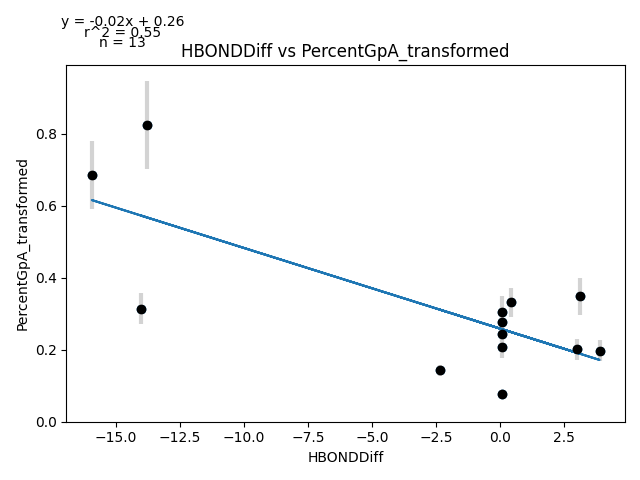 y = -0.02x + 0.26
r^2 = 0.55
n = 13
HBONDDiff vs PercentGpA_transformed
PercentGpA_transformed
0.8
0.6
0.4
0.2
0.0
−15.0 −12.5 −10.0 −7.5 −5.0 −2.5 0.0 2.5
HBONDDiff